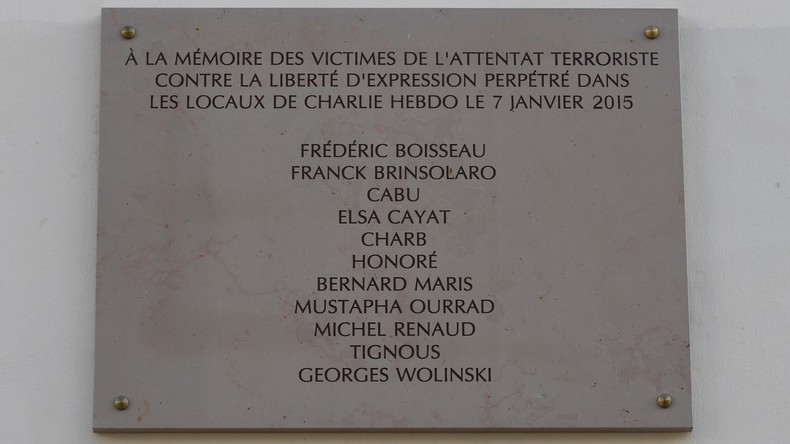 À LA MÉMOIRE DES VICTIMES DE L'ATTENTAT TERRORISTE
CONTRE LA LIBERTÉ D'EXPRESSION PERPÉTRÉ DANS
LES LOCAUX DE CHARLIE HEBDO LE 7 JANVIER 2015
FRÉDÉRIC BOISSEAU
FRANCK BRINSOLARO
CABU
ELSA CAYAT
CHARB
HONORÉ
BERNARD MARIS
MUSTAPHA OURRAD
MICHEL RENAUD
TIGNOUS
GEORGES WOLINSKI